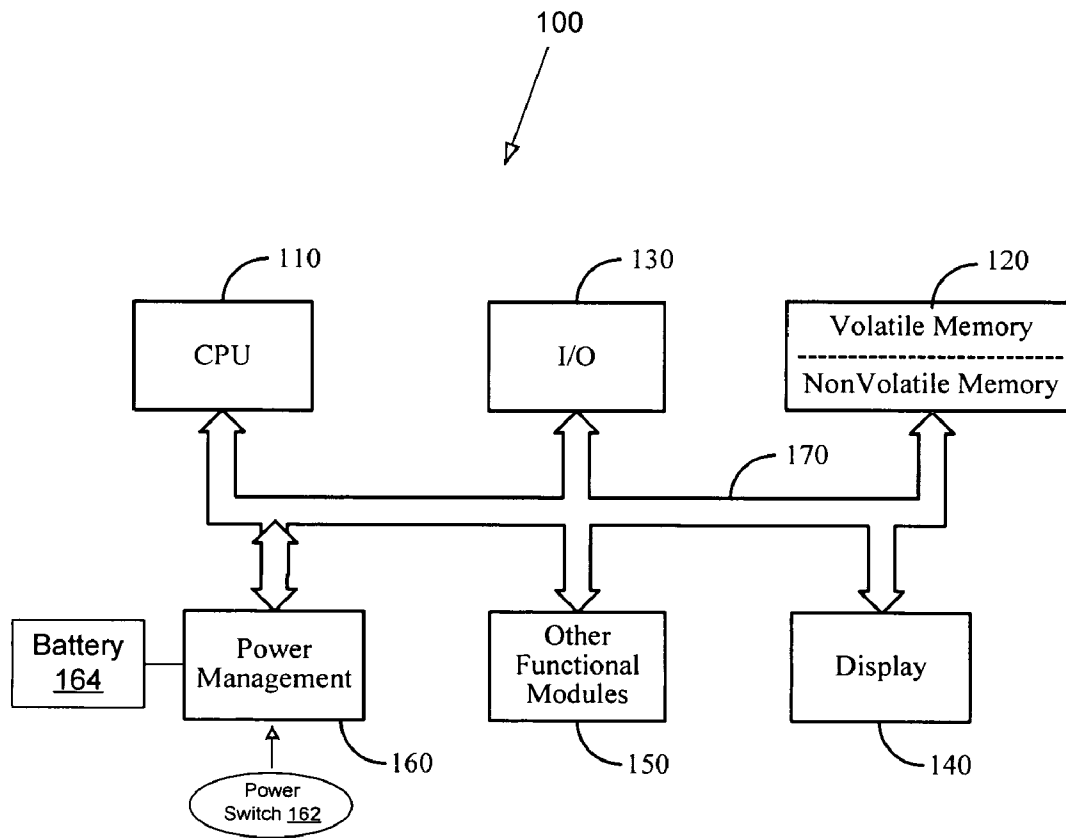 100
110
130
120
CPU
I/O
Volatile Memory
NonVolatile Memory
170
Battery
164
Power
Management
Other
Functional
Modules
Display
160
150
140
Power
Switch 162